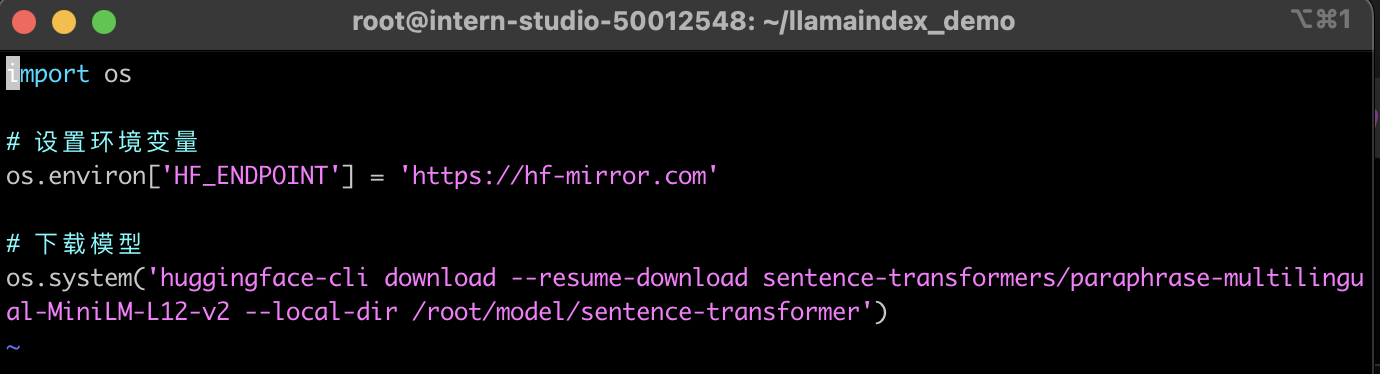 root@intern-studio-50012548: ~/llamaindex_demo
⌥⌘1
import os
# 设置环境变量
os.environ['HF_ENDPOINT'] = 'https://hf-mirror.com'
# 下载模型
os.system('huggingface-cli download --resume-download sentence-transformers/paraphrase-multilingu
al-MiniLM-L12-v2 --local-dir /root/model/sentence-transformer')
~